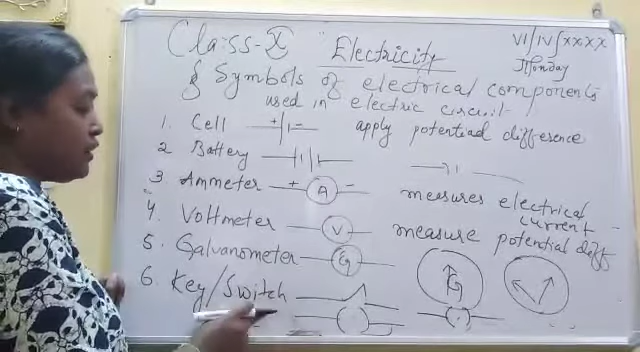 Class-X Electricity VI/IV/XXXX
Monday
§ Symbols of electrical components
used in electric circuit
1. Cell + - apply potential difference
2 Battery
3 Ammeter + A - measures electrical
current
4. Voltmeter V measure potential diff
5. Galvanometer G G
6. Key/Switch